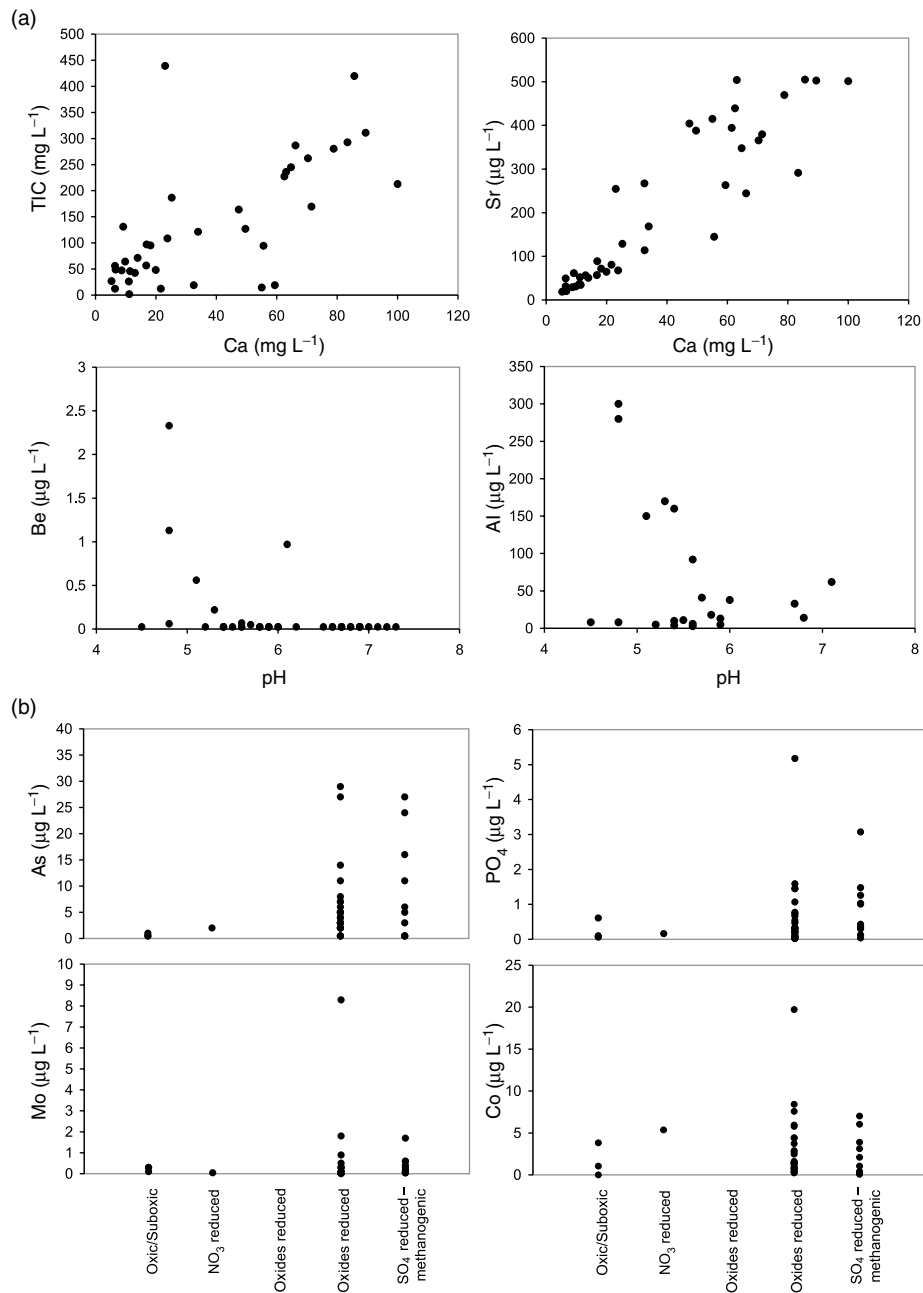 (a)
500
450
400
350
300
250
200
150
100
50
0
TIC (mg L⁻¹)
0 20 40 60 80 100 120
Ca (mg L⁻¹)
600
500
400
300
200
100
0
Sr (µg L⁻¹)
0 20 40 60 80 100 120
Ca (mg L⁻¹)
3
2.5
2
1.5
1
0.5
0
Be (µg L⁻¹)
4 5 6 7 8
pH
350
300
250
200
150
100
50
0
Al (µg L⁻¹)
4 5 6 7 8
pH
(b)
40
35
30
25
20
15
10
5
0
As (µg L⁻¹)
6
5
4
3
2
1
0
PO₄ (µg L⁻¹)
10
9
8
7
6
5
4
3
2
1
0
Mo (µg L⁻¹)
Oxic/Suboxic
NO₃ reduced
Oxides reduced
Oxides reduced
SO₄ reduced –
methanogenic
25
20
15
10
5
0
Co (µg L⁻¹)
Oxic/Suboxic
NO₃ reduced
Oxides reduced
Oxides reduced
SO₄ reduced –
methanogenic